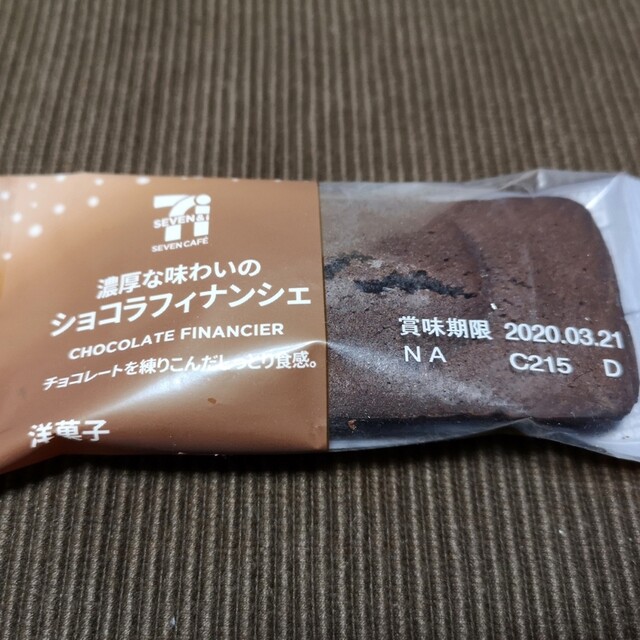 SEVEN&i
SEVEN CAFÉ
濃厚な味わいの
ショコラフィナンシェ
CHOCOLATE FINANCIER
チョコレートを練りこんだしっとり食感。
洋菓子
賞味期限 2020.03.21
NA C215 D